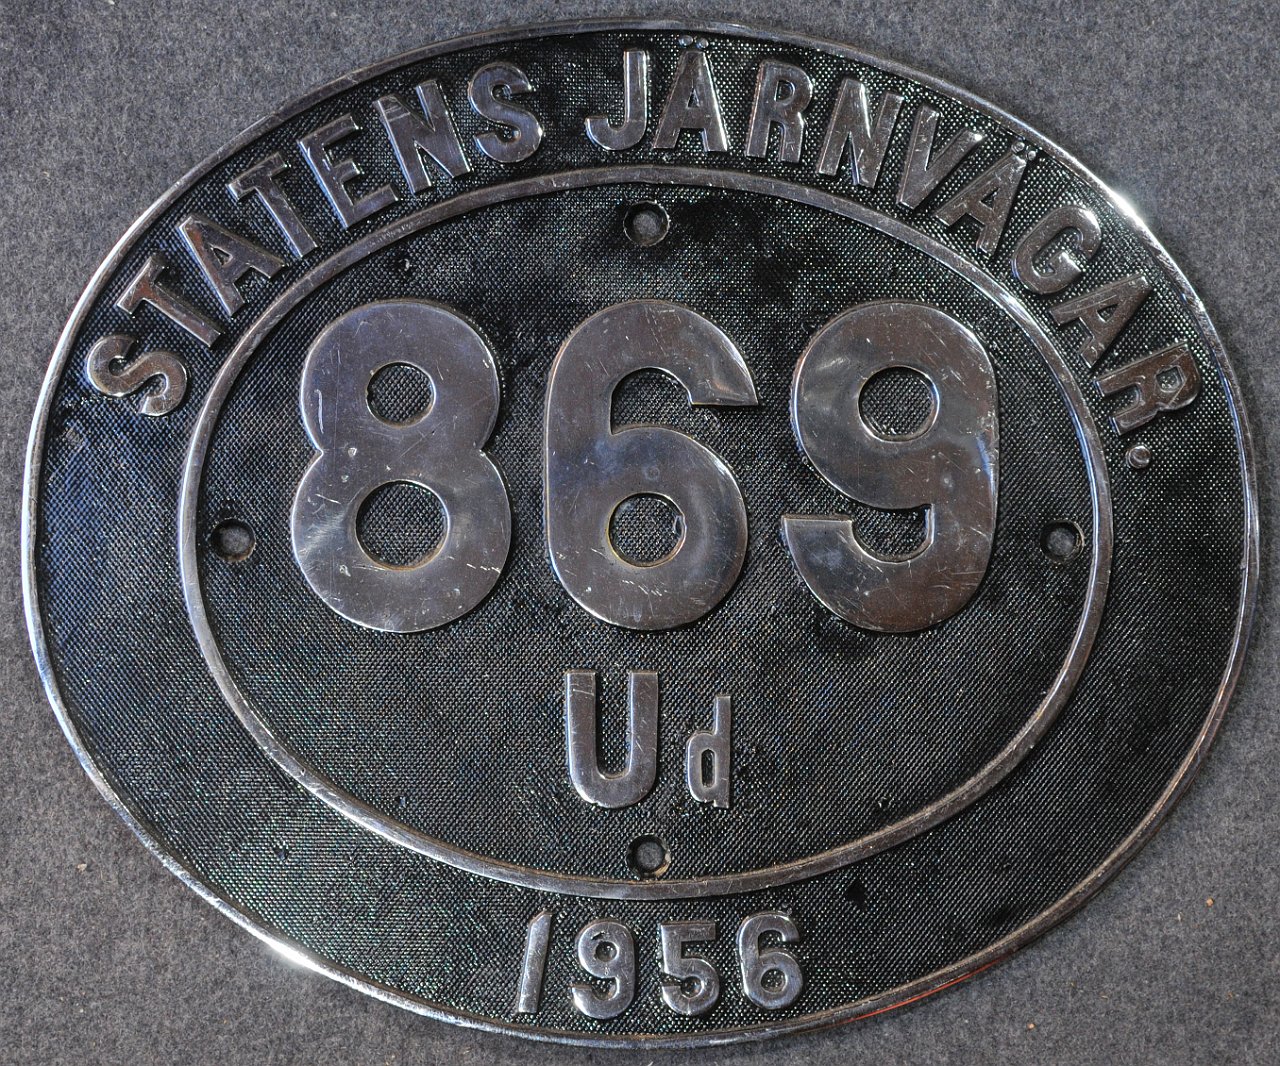 STATENS JÄRNVÄGAR.
869
Ud
1956